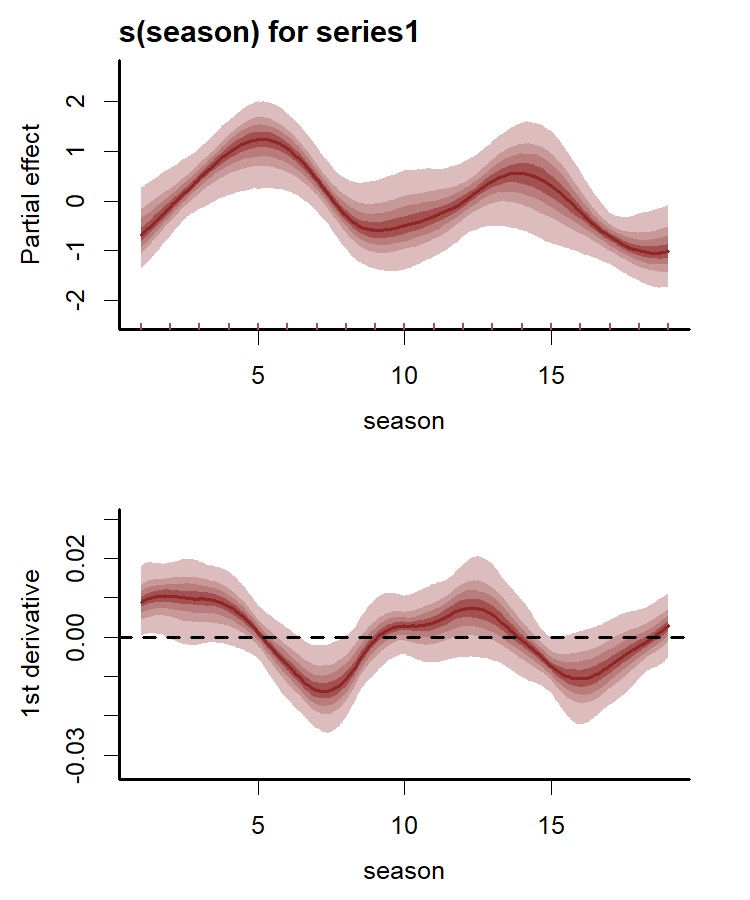 s(season) for series1
Partial effect
2
1
0
-1
-2
5 10 15
season
1st derivative
0.02
0.00
-0.03
5 10 15
season